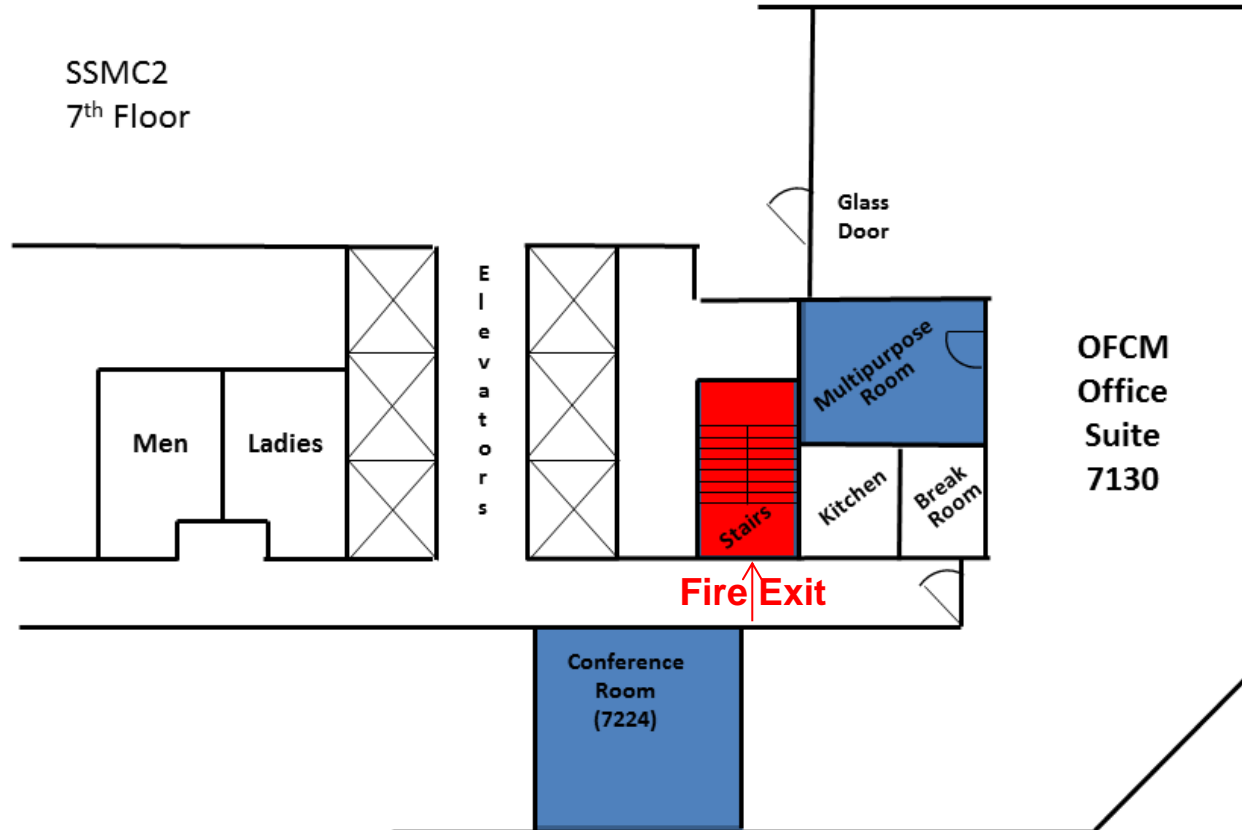 SSMC2
7th Floor
Glass
Door
Elevators
Multipurpose
Room
OFCM
Office
Suite
7130
Men
Ladies
Kitchen
Break
Room
Stairs
Fire Exit
Conference
Room
(7224)